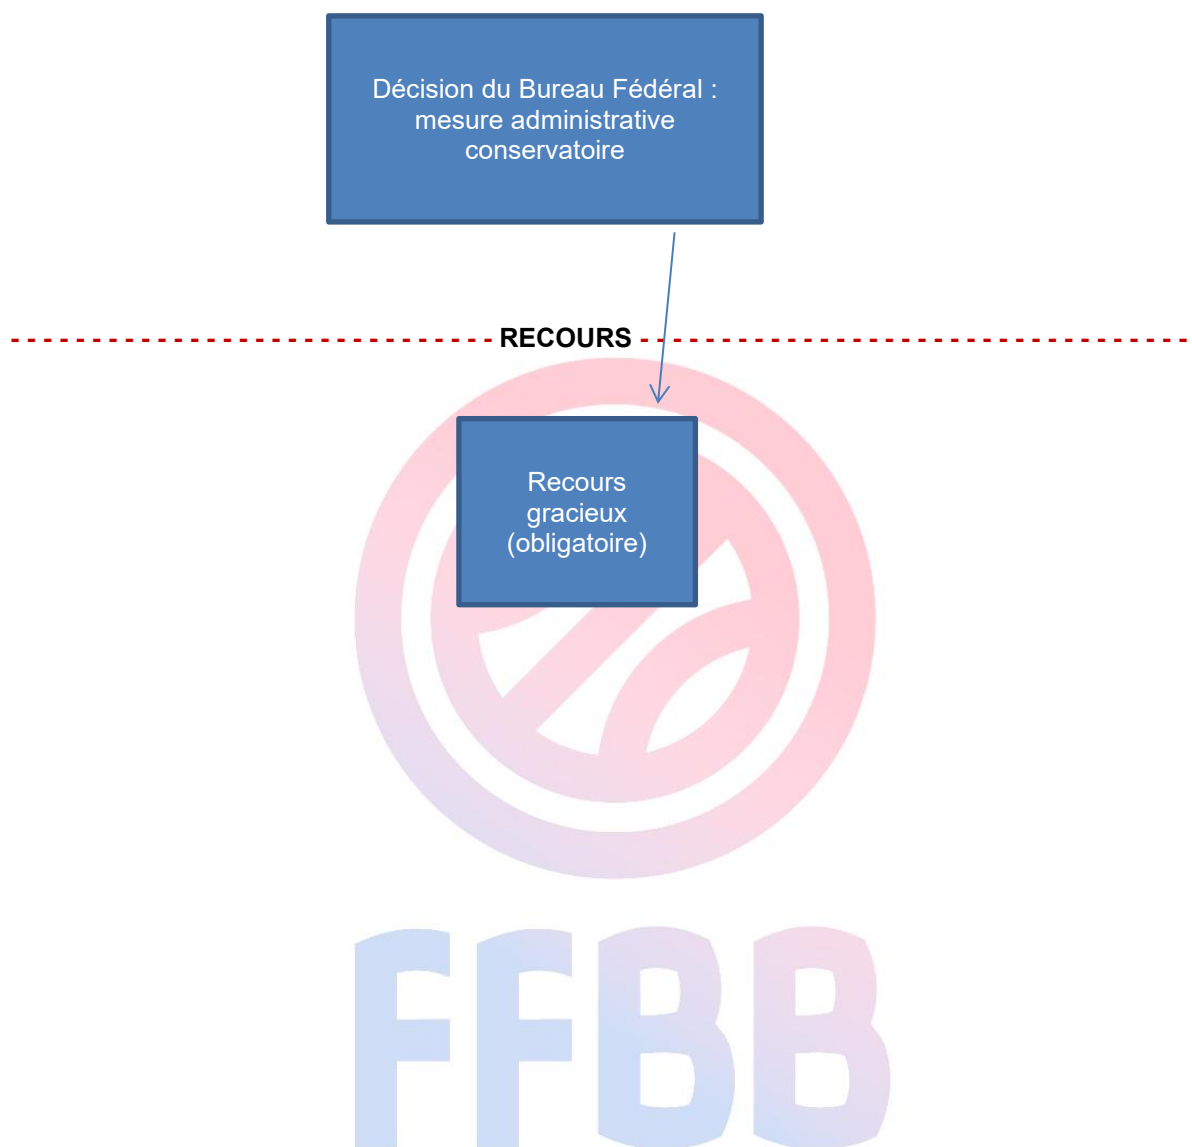 Décision du Bureau Fédéral :
mesure administrative
conservatoire
RECOURS
Recours
gracieux
(obligatoire)
FFBB